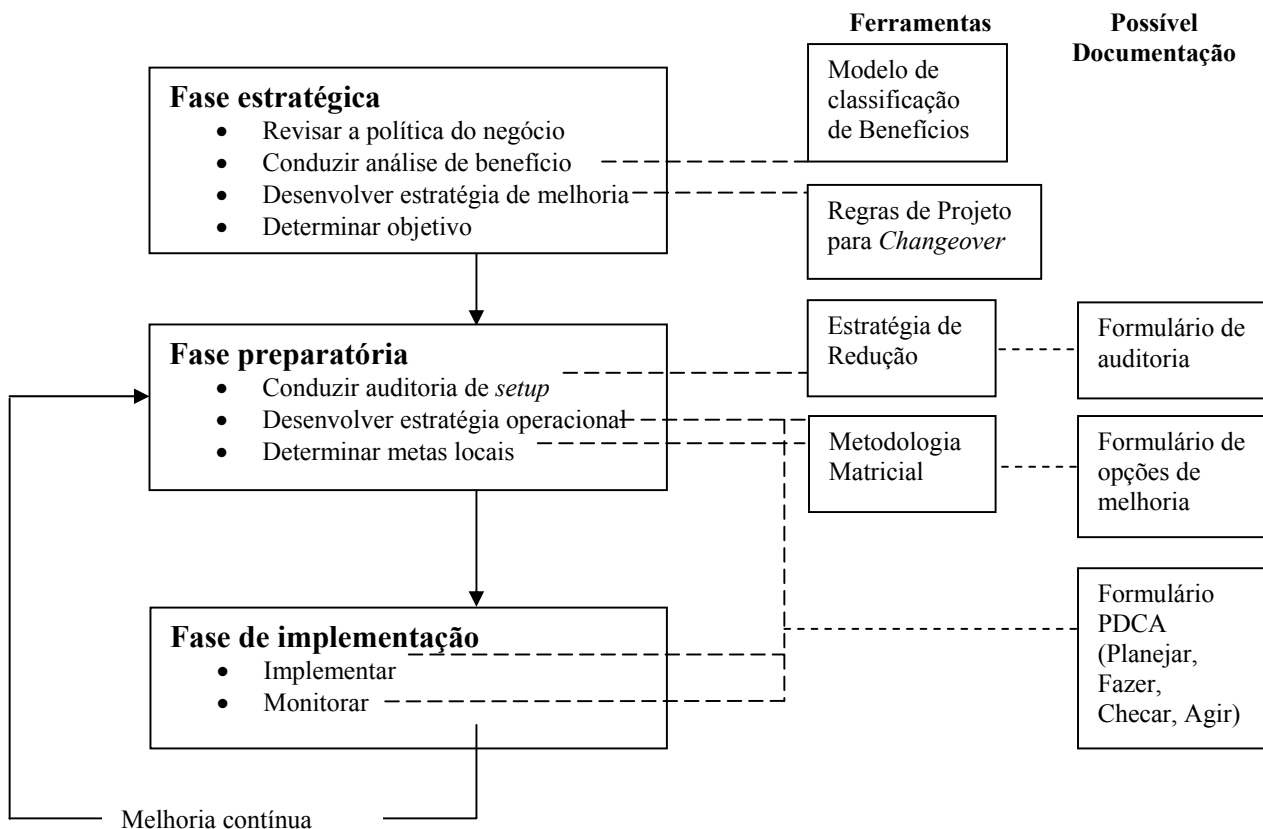 Ferramentas
Possível
Documentação
Fase estratégica
• Revisar a política do negócio
• Conduzir análise de benefício
• Desenvolver estratégia de melhoria
• Determinar objetivo
Modelo de
classificação
de Benefícios
Regras de Projeto
para Changeover
Fase preparatória
• Conduzir auditoria de setup
• Desenvolver estratégia operacional
• Determinar metas locais
Estratégia de
Redução
Formulário de
auditoria
Metodologia
Matricial
Formulário de
opções de
melhoria
Fase de implementação
• Implementar
• Monitorar
Formulário
PDCA
(Planejar,
Fazer,
Checar, Agir)
Melhoria contínua